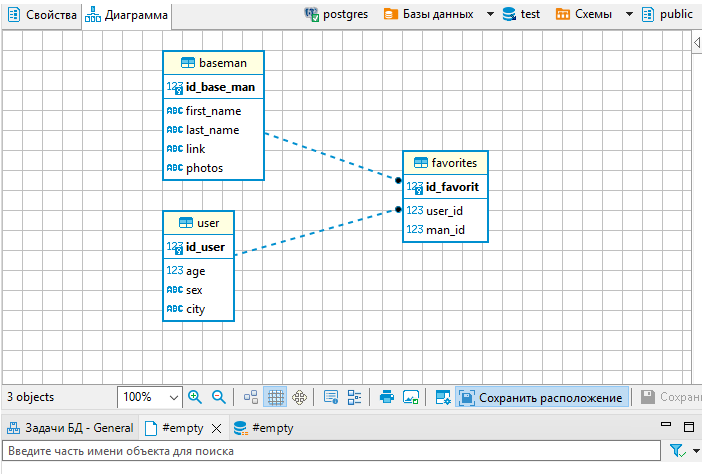 Свойства Диаграмма postgres Базы данных test Схемы public
baseman
123 id_base_man
ABC first_name
ABC last_name
ABC link
ABC photos
favorites
123 id_favorit
123 user_id
123 man_id
user
123 id_user
123 age
ABC sex
ABC city
3 objects 100% Сохранить расположение Сохрани
Задачи БД - General #empty #empty
Введите часть имени объекта для поиска